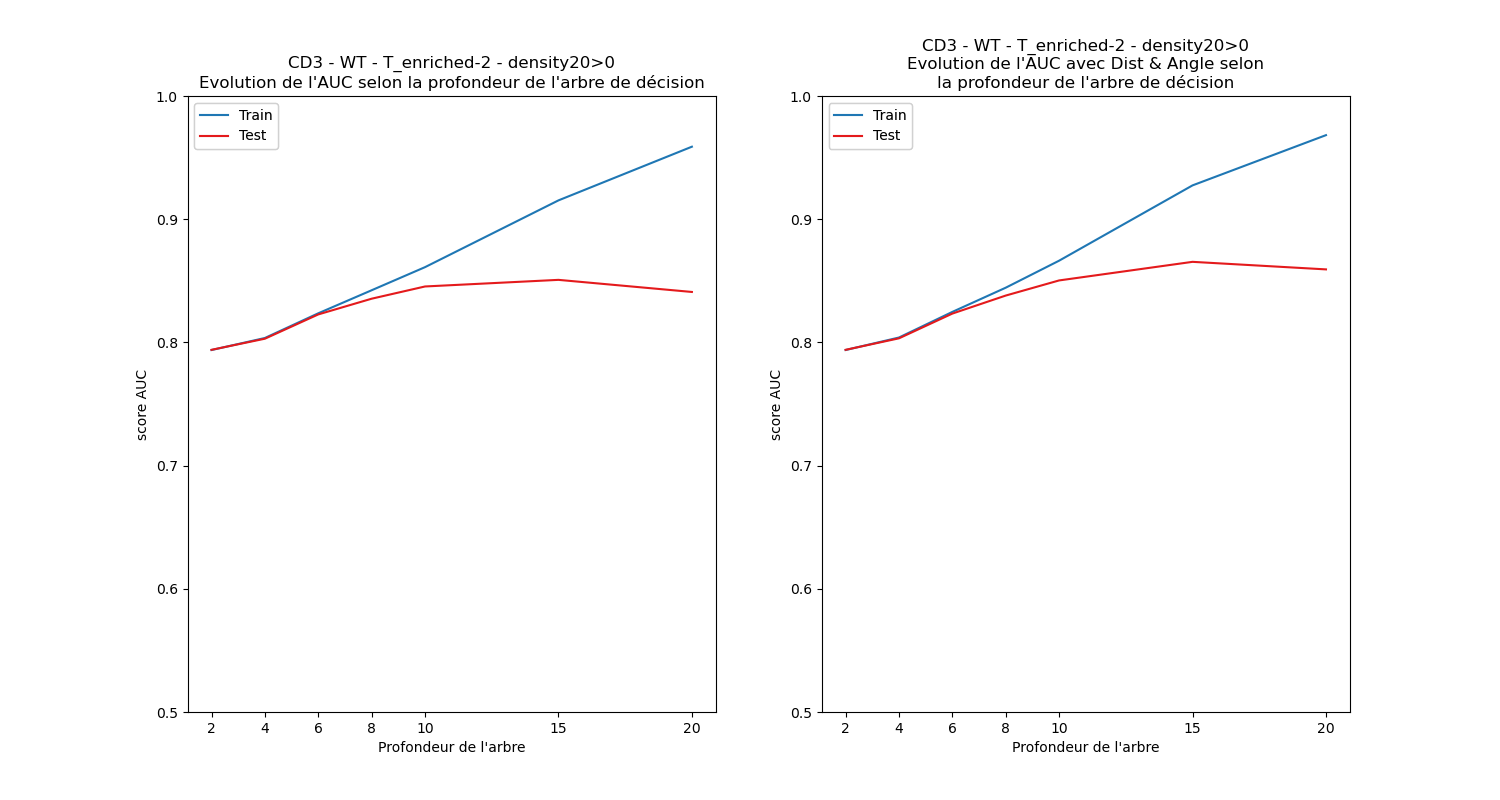 CD3 - WT - T_enriched-2 - density20>0
Evolution de l'AUC selon la profondeur de l'arbre de décision
1.0
0.9
0.8
0.7
0.6
0.5
score AUC
Train
Test
2 4 6 8 10 15 20
Profondeur de l'arbre
CD3 - WT - T_enriched-2 - density20>0
Evolution de l'AUC avec Dist & Angle selon
la profondeur de l'arbre de décision
1.0
0.9
0.8
0.7
0.6
0.5
score AUC
Train
Test
2 4 6 8 10 15 20
Profondeur de l'arbre